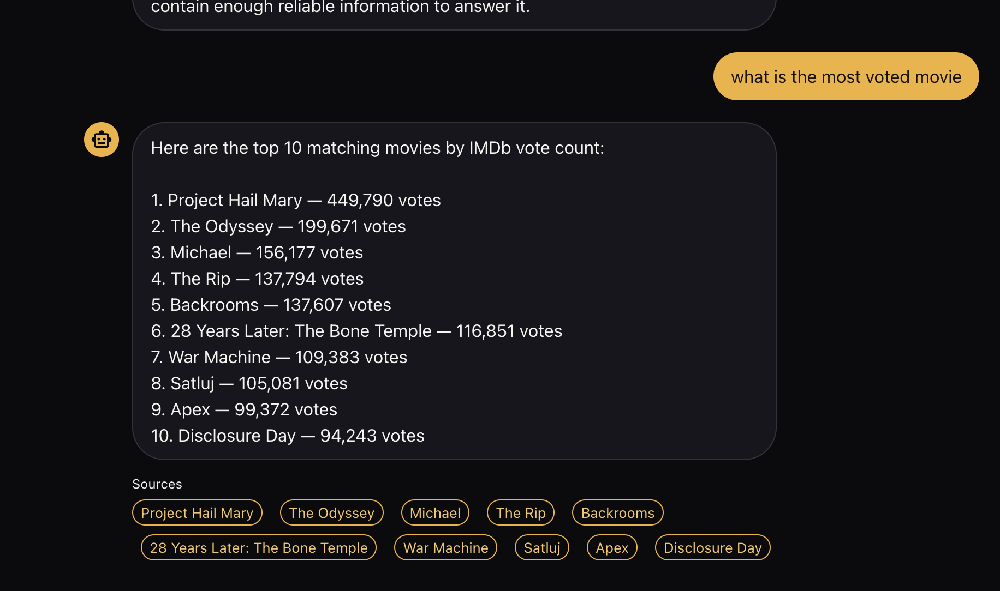 contain enough reliable information to answer it.
what is the most voted movie
Here are the top 10 matching movies by IMDb vote count:
1. Project Hail Mary — 449,790 votes
2. The Odyssey — 199,671 votes
3. Michael — 156,177 votes
4. The Rip — 137,794 votes
5. Backrooms — 137,607 votes
6. 28 Years Later: The Bone Temple — 116,851 votes
7. War Machine — 109,383 votes
8. Satluj — 105,081 votes
9. Apex — 99,372 votes
10. Disclosure Day — 94,243 votes
Sources
Project Hail Mary The Odyssey Michael The Rip Backrooms
28 Years Later: The Bone Temple War Machine Satluj Apex Disclosure Day